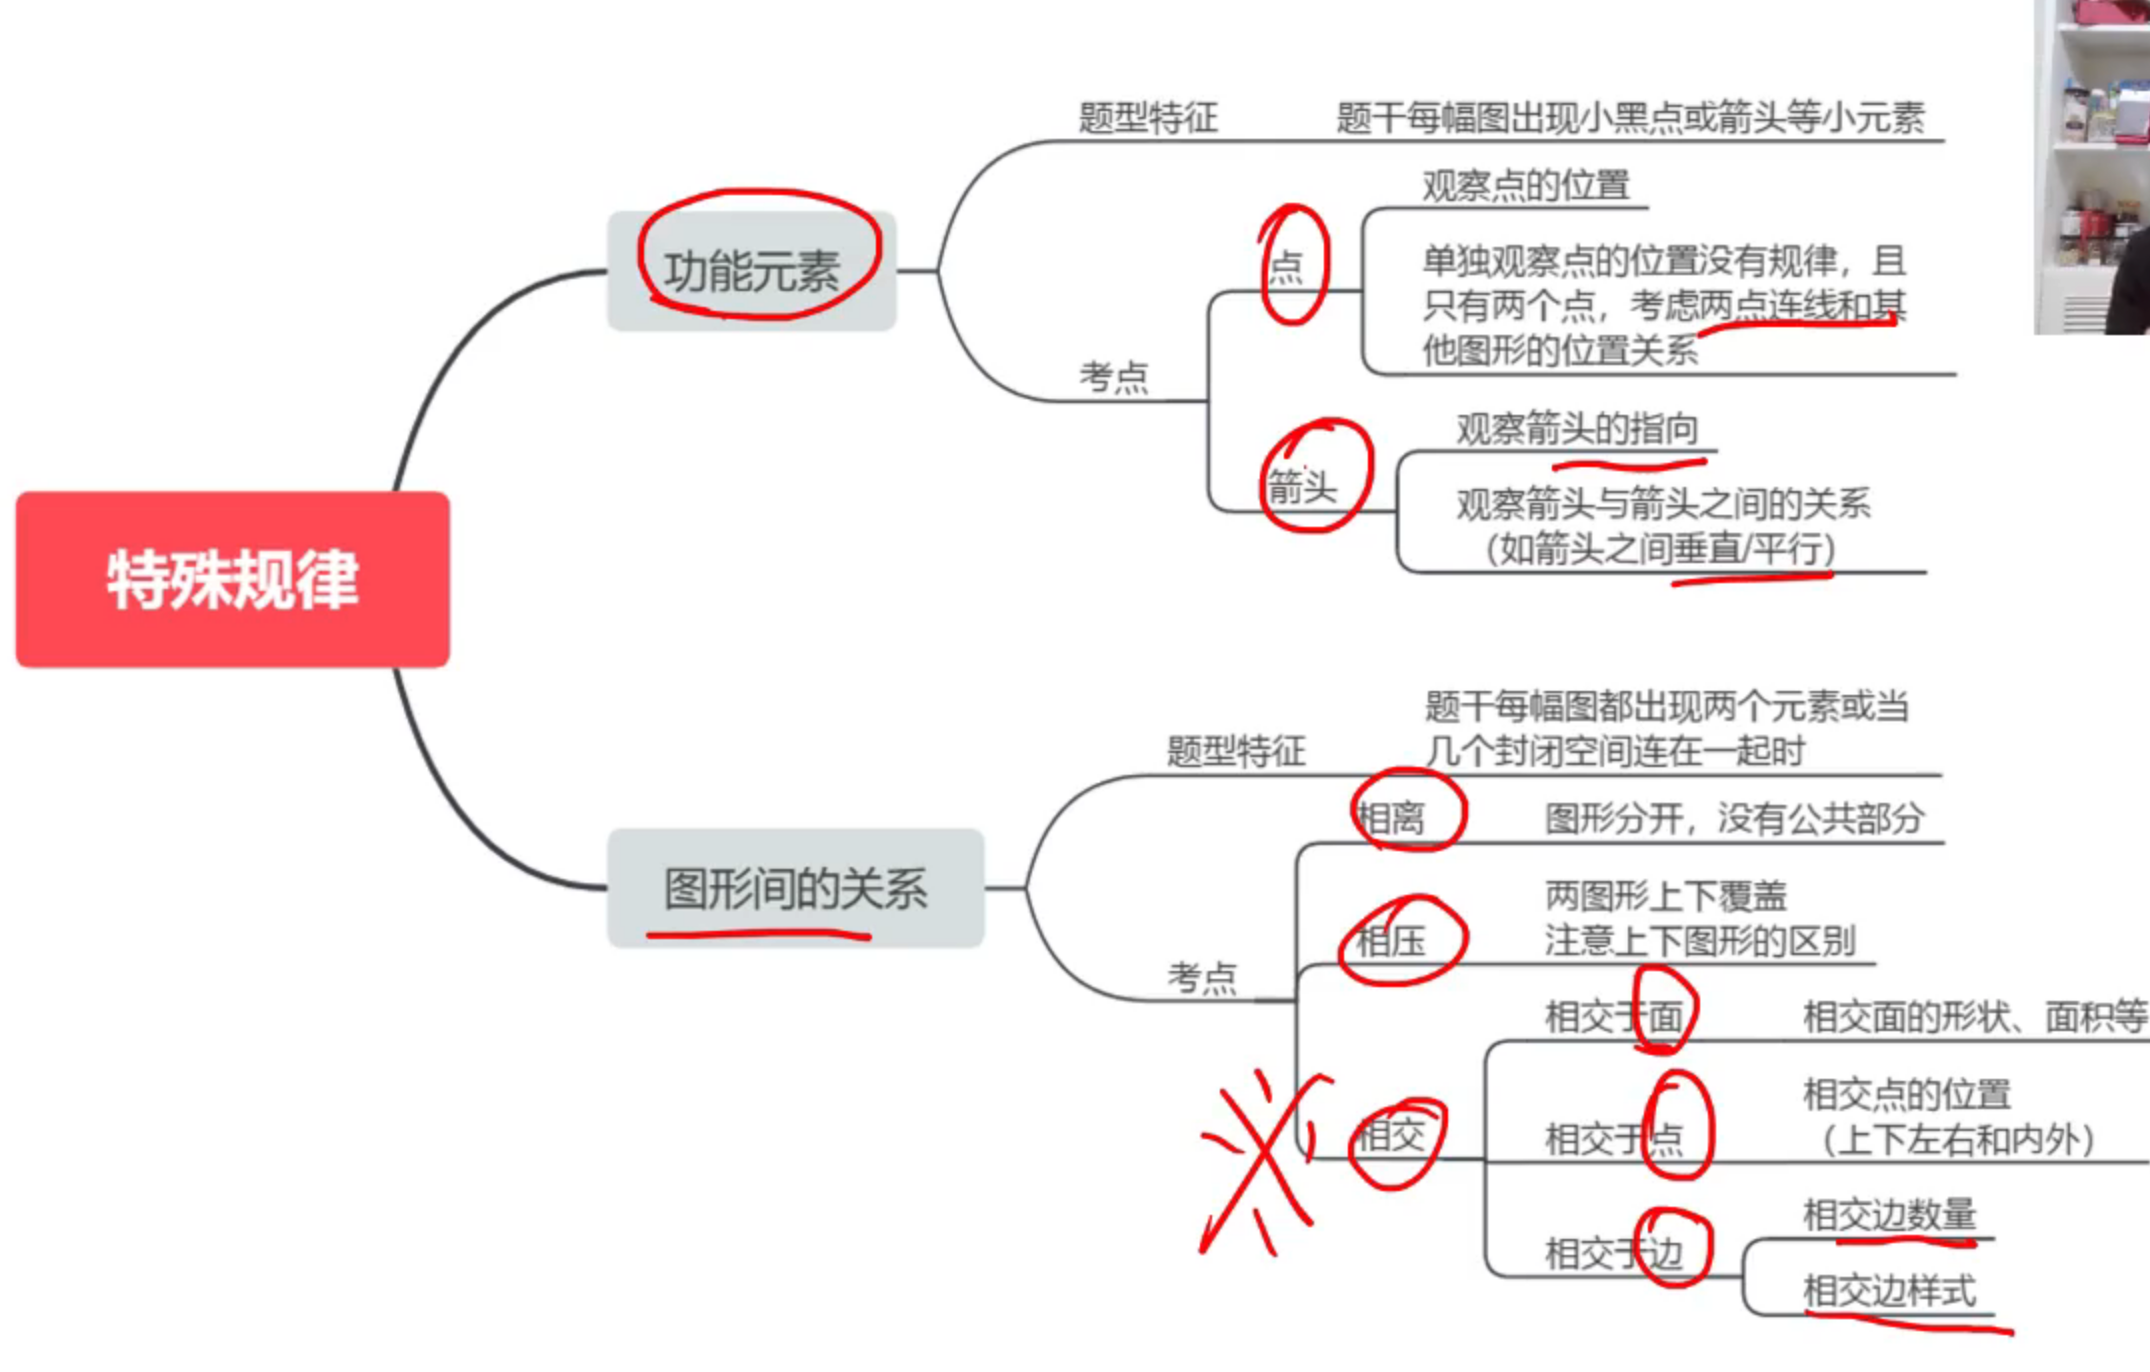 特殊规律
功能元素
题型特征
题干每幅图出现小黑点或箭头等小元素
考点
点
观察点的位置
单独观察点的位置没有规律，且
只有两个点，考虑两点连线和其
他图形的位置关系
箭头
观察箭头的指向
观察箭头与箭头之间的关系
（如箭头之间垂直/平行）
图形间的关系
题型特征
题干每幅图都出现两个元素或当
几个封闭空间连在一起时
考点
相离
图形分开，没有公共部分
相压
两图形上下覆盖
注意上下图形的区别
相交
相交于面
相交面的形状、面积等
相交于点
相交点的位置
（上下左右和内外）
相交于边
相交边数量
相交边样式